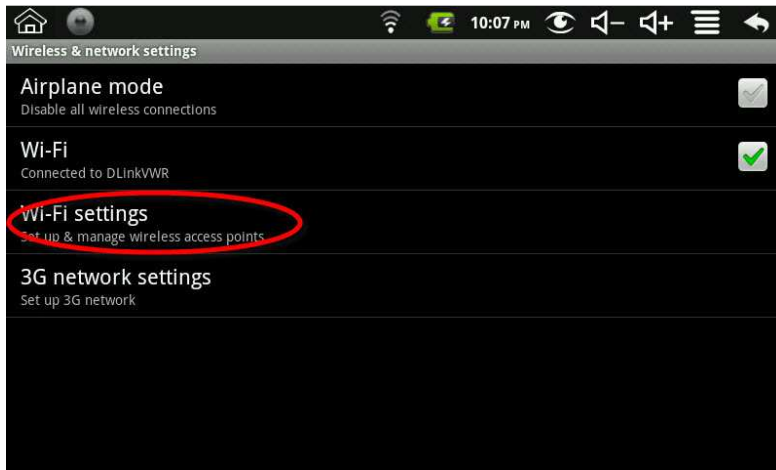 10:07 PM
Wireless & network settings
Airplane mode
Disable all wireless connections
Wi-Fi
Connected to DLinkVWR
Wi-Fi settings
Set up & manage wireless access points
3G network settings
Set up 3G network